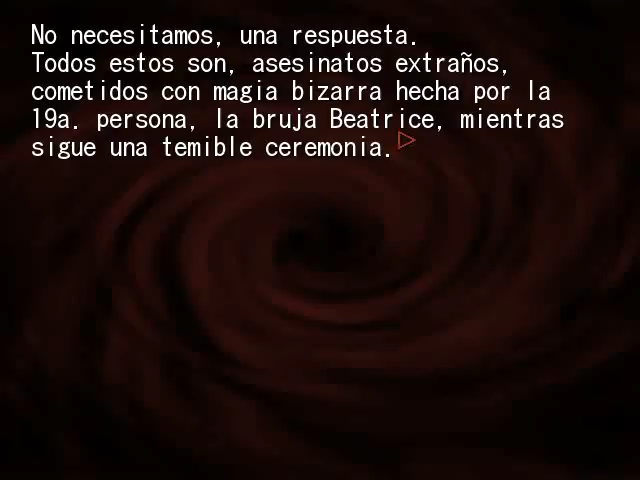 No necesitamos, una respuesta.
Todos estos son, asesinatos extraños,
cometidos con magia bizarra hecha por la
19a. persona, la bruja Beatrice, mientras
sigue una temible ceremonia.